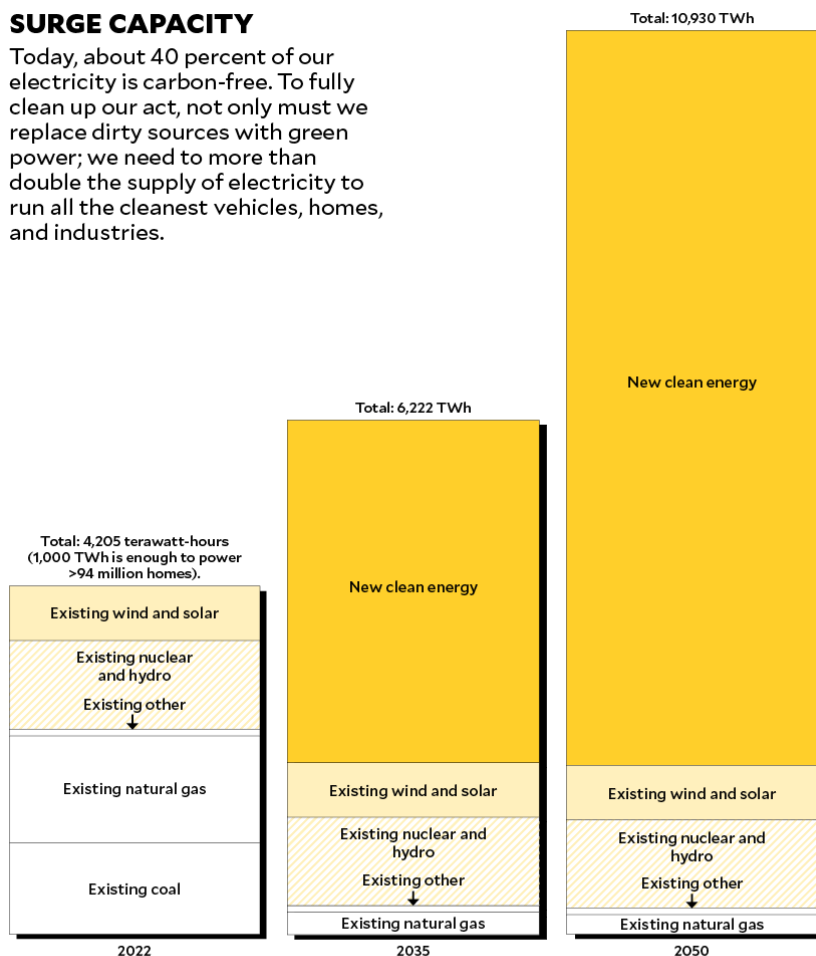 SURGE CAPACITY
Today, about 40 percent of our
electricity is carbon-free. To fully
clean up our act, not only must we
replace dirty sources with green
power; we need to more than
double the supply of electricity to
run all the cleanest vehicles, homes,
and industries.
Total: 4,205 terawatt-hours
(1,000 TWh is enough to power
>94 million homes).
Existing wind and solar
Existing nuclear
and hydro
Existing other
Existing natural gas
Existing coal
2022
Total: 6,222 TWh
New clean energy
Existing wind and solar
Existing nuclear and
hydro
Existing other
Existing natural gas
2035
Total: 10,930 TWh
New clean energy
Existing wind and solar
Existing nuclear and
hydro
Existing other
Existing natural gas
2050